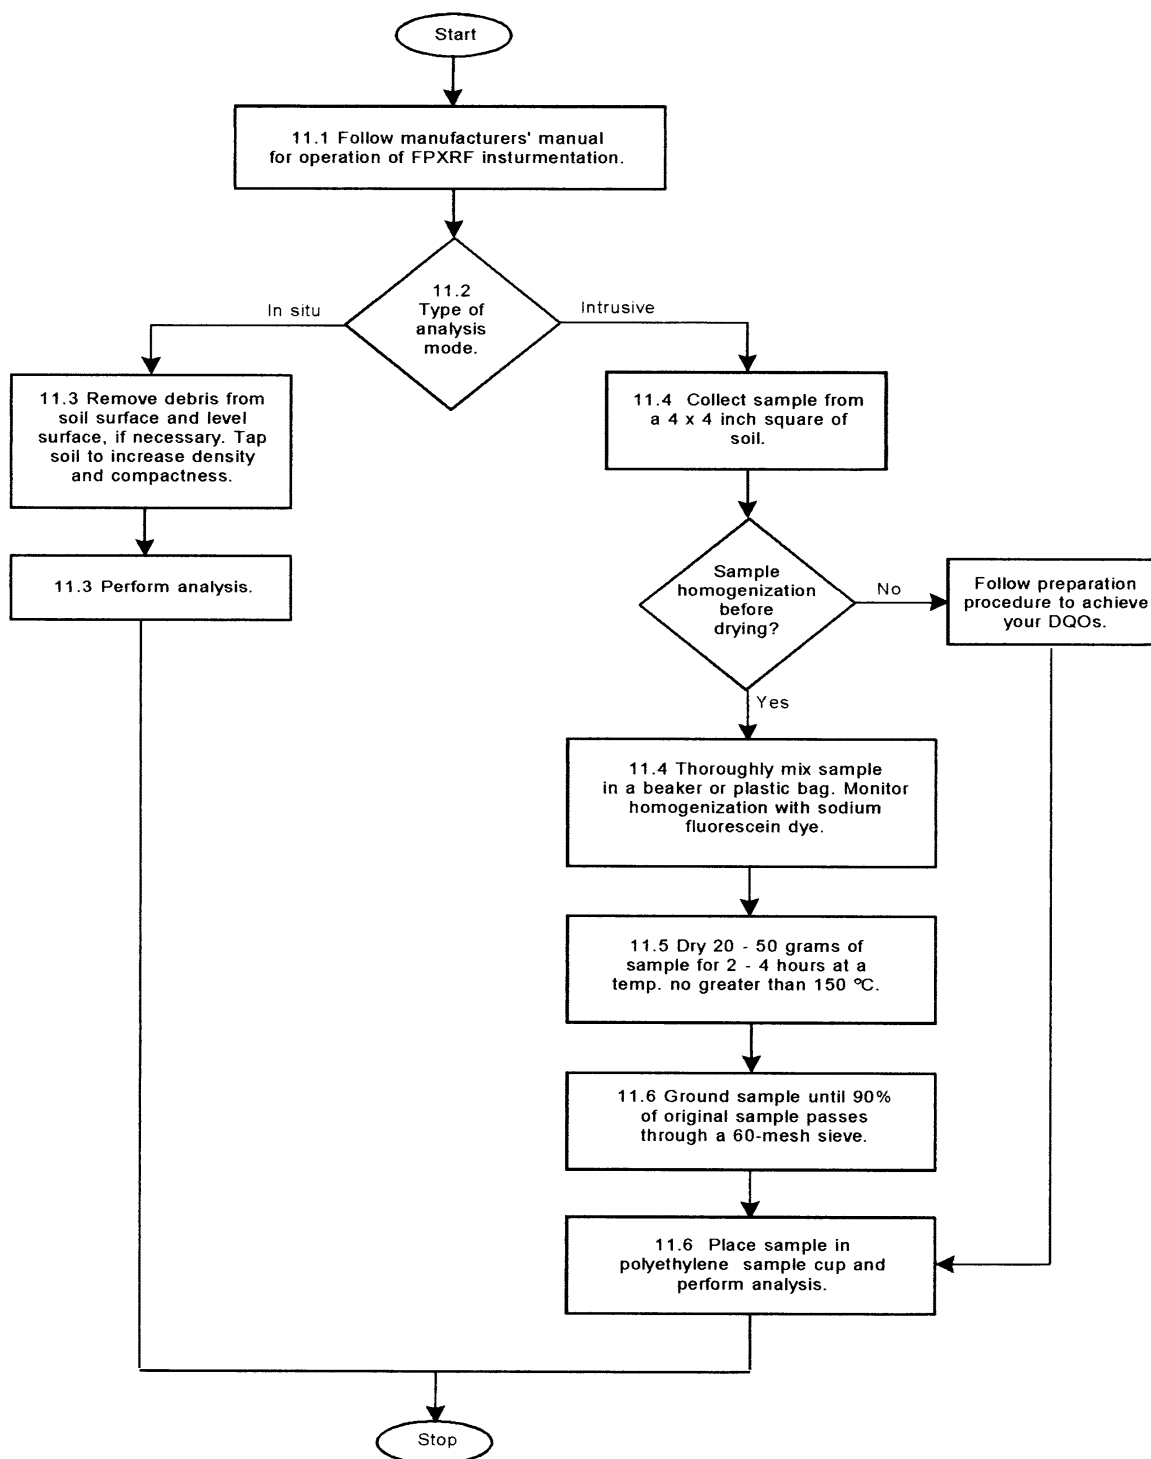 Start
11.1 Follow manufacturers' manual
for operation of FPXRF insturmentation.
11.2
Type of
analysis
mode.
In situ
Intrusive
11.3 Remove debris from
soil surface and level
surface, if necessary. Tap
soil to increase density
and compactness.
11.3 Perform analysis.
11.4 Collect sample from
a 4 x 4 inch square of
soil.
Sample
homogenization
before
drying?
No
Follow preparation
procedure to achieve
your DQOs.
Yes
11.4 Thoroughly mix sample
in a beaker or plastic bag. Monitor
homogenization with sodium
fluorescein dye.
11.5 Dry 20 - 50 grams of
sample for 2 - 4 hours at a
temp. no greater than 150 ºC.
11.6 Ground sample until 90%
of original sample passes
through a 60-mesh sieve.
11.6 Place sample in
polyethylene sample cup and
perform analysis.
Stop